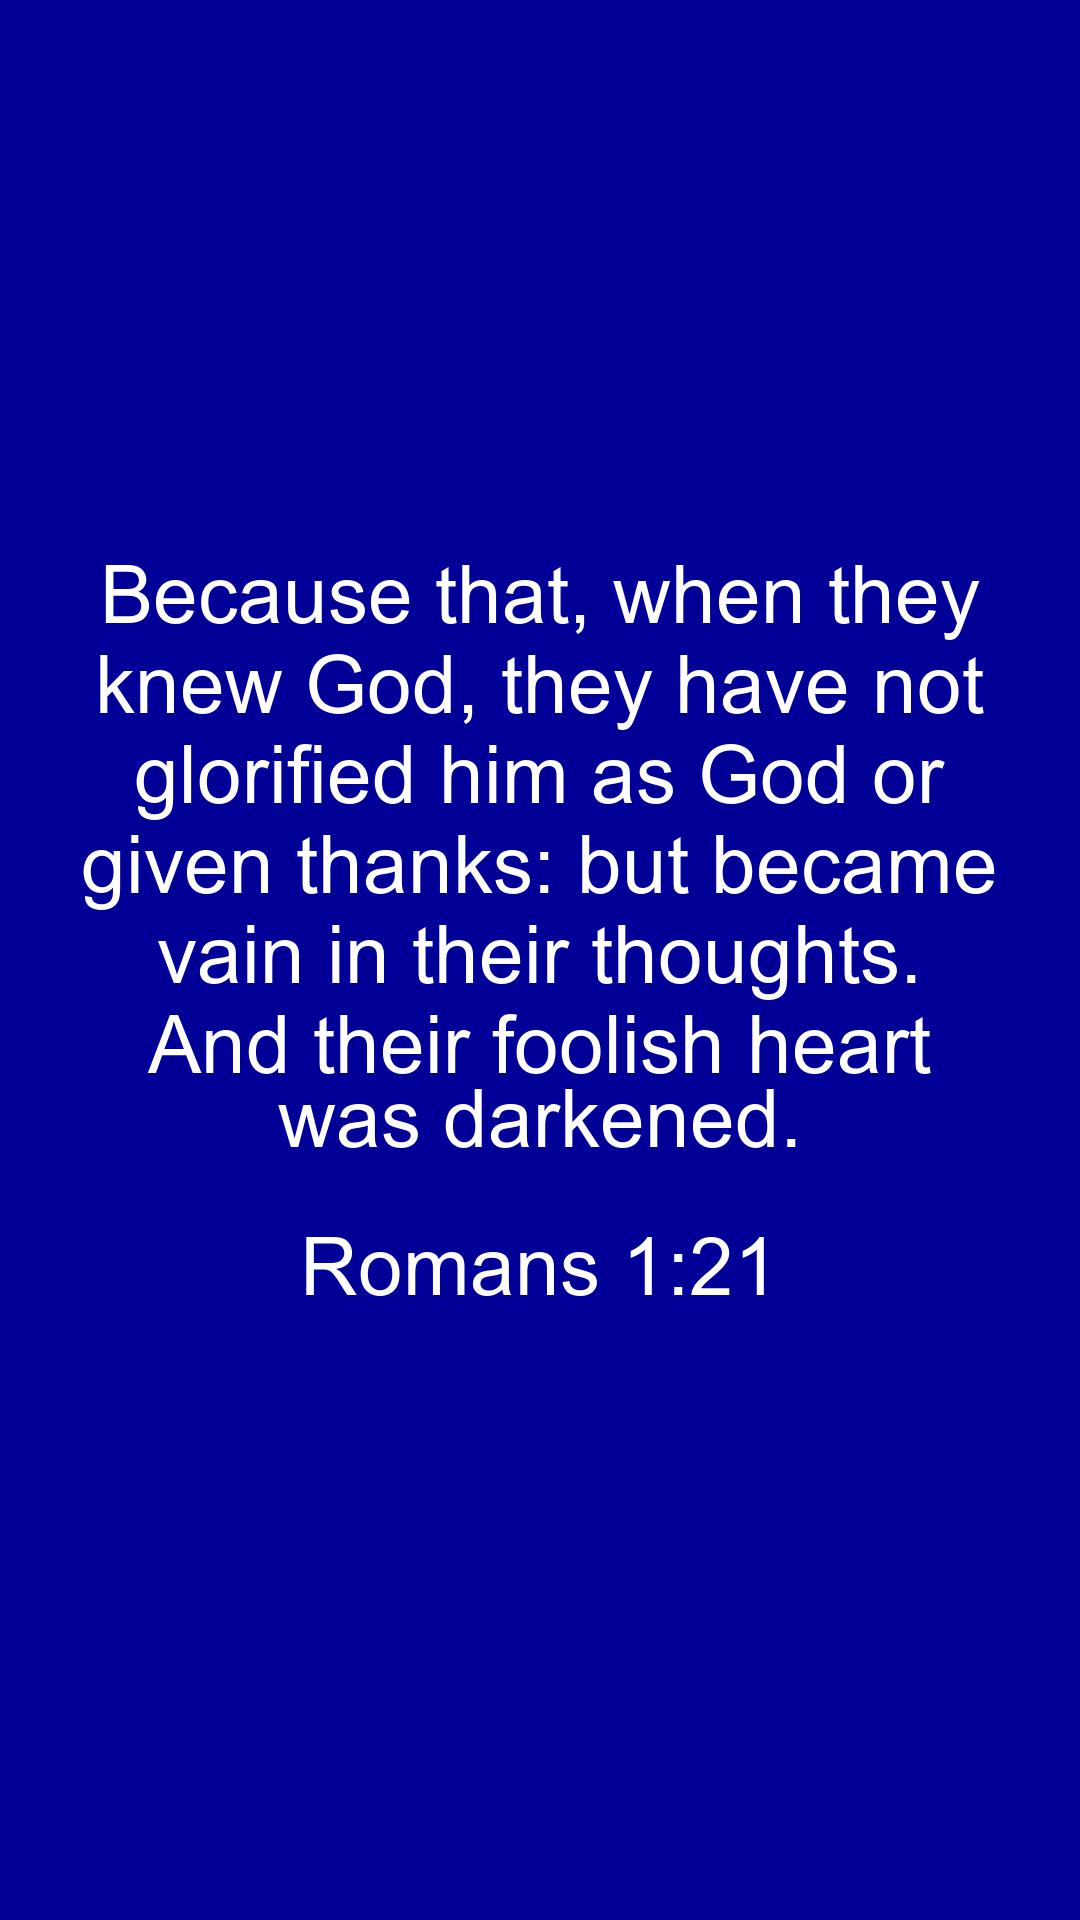 Because that, when they
knew God, they have not
glorified him as God or
given thanks: but became
vain in their thoughts.
And their foolish heart
was darkened.
Romans 1:21